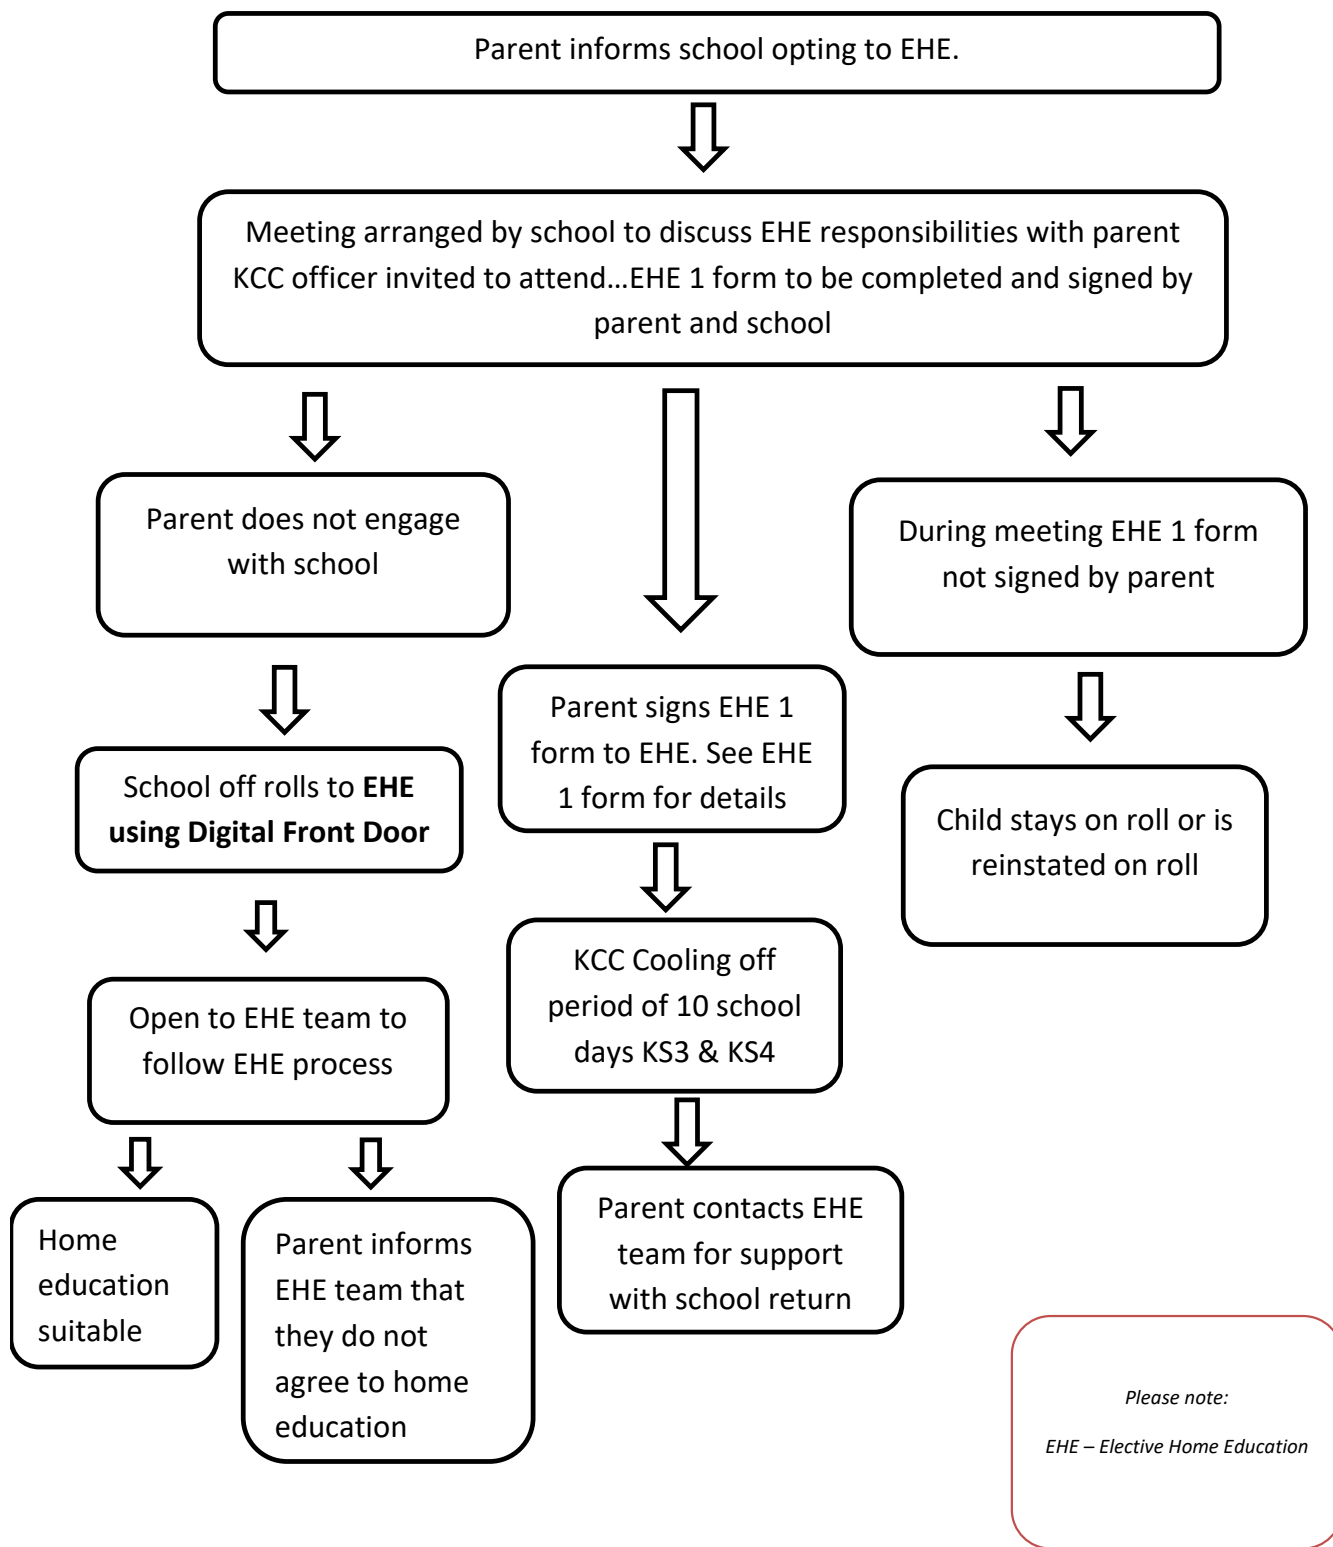 Parent informs school opting to EHE.
Meeting arranged by school to discuss EHE responsibilities with parent
KCC officer invited to attend…EHE 1 form to be completed and signed by
parent and school
Parent does not engage
with school
School off rolls to EHE
using Digital Front Door
Open to EHE team to
follow EHE process
Home
education
suitable
Parent informs
EHE team that
they do not
agree to home
education
Parent signs EHE 1
form to EHE. See EHE
1 form for details
KCC Cooling off
period of 10 school
days KS3 & KS4
Parent contacts EHE
team for support
with school return
During meeting EHE 1 form
not signed by parent
Child stays on roll or is
reinstated on roll
Please note:
EHE – Elective Home Education